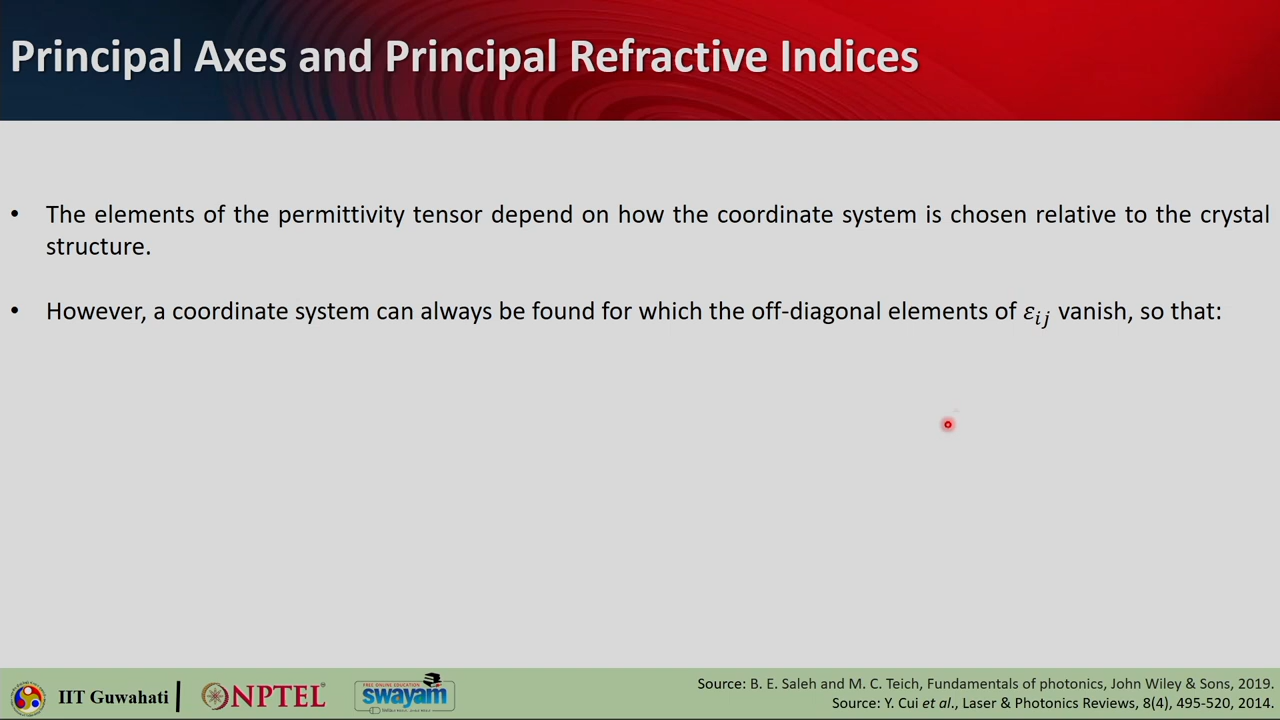 Principal Axes and Principal Refractive Indices
• The elements of the permittivity tensor depend on how the coordinate system is chosen relative to the crystal
structure.
• However, a coordinate system can always be found for which the off-diagonal elements of εij vanish, so that:
IIT Guwahati
NPTEL
FREE ONLINE EDUCATION
swayam
Source: B. E. Saleh and M. C. Teich, Fundamentals of photonics, John Wiley & Sons, 2019.
Source: Y. Cui et al., Laser & Photonics Reviews, 8(4), 495-520, 2014.